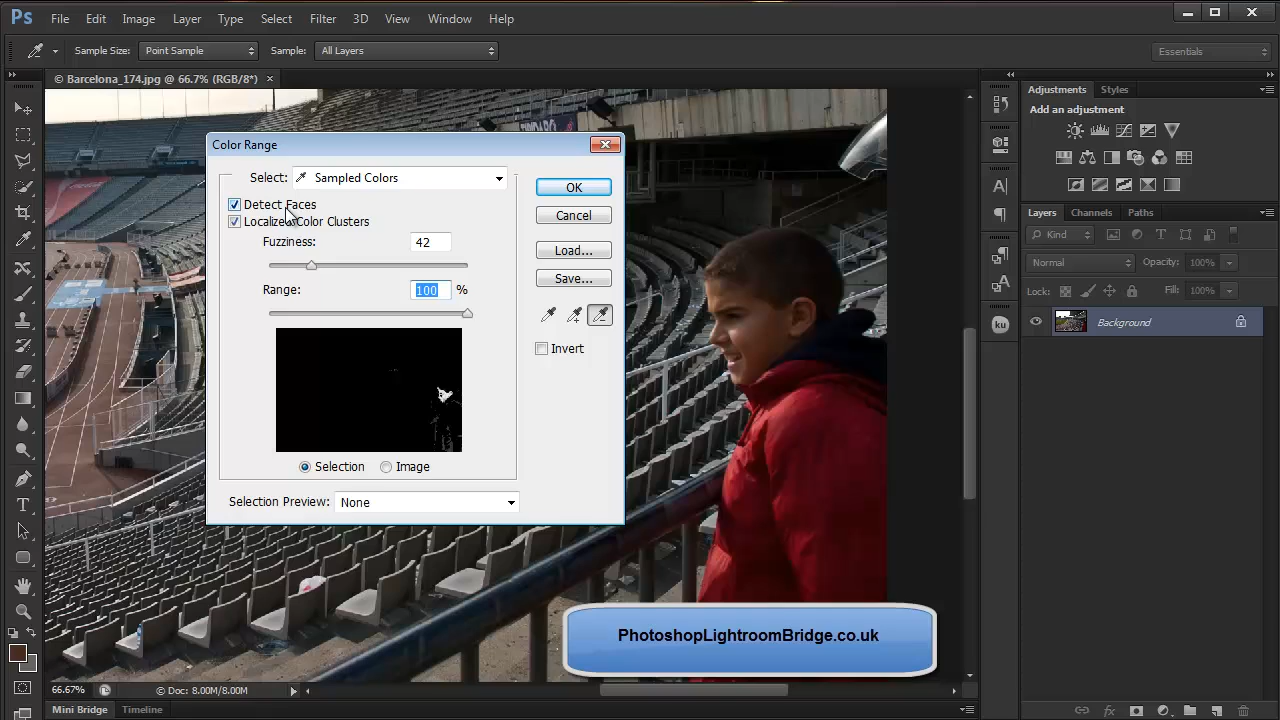 Ps File Edit Image Layer Type Select Filter 3D View Window Help
Sample Size: Point Sample Sample: All Layers Essentials
© Barcelona_174.jpg @ 66.7% (RGB/8*) ×
Adjustments Styles
Add an adjustment
Color Range
Select: Sampled Colors
OK
Detect Faces
Cancel
Localized Color Clusters
Layers Channels Paths
Kind
Fuzziness: 42
Load...
Normal Opacity: 100%
Save...
Range: 100 %
Lock: Fill: 100%
Background
ku
Invert
Selection Image
Selection Preview: None
PhotoshopLightroomBridge.co.uk
66.67% © Doc: 8.00M/8.00M
Mini Bridge Timeline
fx